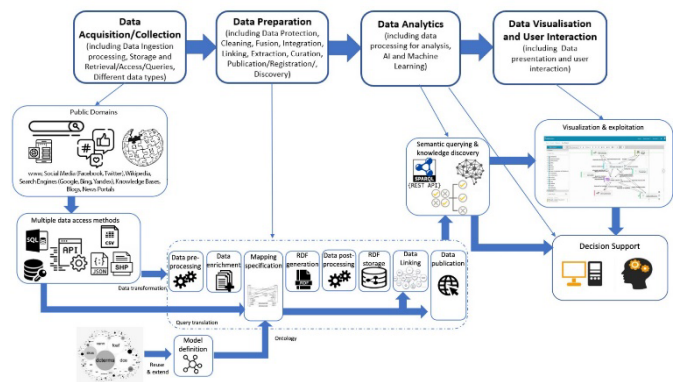 Data
Acquisition/Collection
(including Data Ingestion
processing, Storage and
Retrieval/Access/Queries,
Different data types)
Data Preparation
(including Data Protection,
Cleaning, Fusion, Integration,
Linking, Extraction, Curation,
Publication/Registration/,
Discovery)
Data Analytics
(including data
processing for analysis,
AI and Machine
Learning)
Data Visualisation
and User Interaction
(including Data
presentation and user
interaction)
Public Domains
www, Social Media (Facebook, Twitter), Wikipedia,
Search Engines (Google, Bing, Yandex), Knowledge Bases,
Blogs, News Portals
Semantic querying &
knowledge discovery
SPARQL
{REST API}
Visualization & exploitation
Multiple data access methods
SQL
API
CSV
{:}
JSON
SHP
Data transformation
Data pre-
processing
Data
enrichment
Mapping
specification
RDF
generation
RDF
Data post-
processing
RDF
storage
Data
Linking
Data
publication
Query translation
Decision Support
Reuse
& extend
Model
definition
Ontology